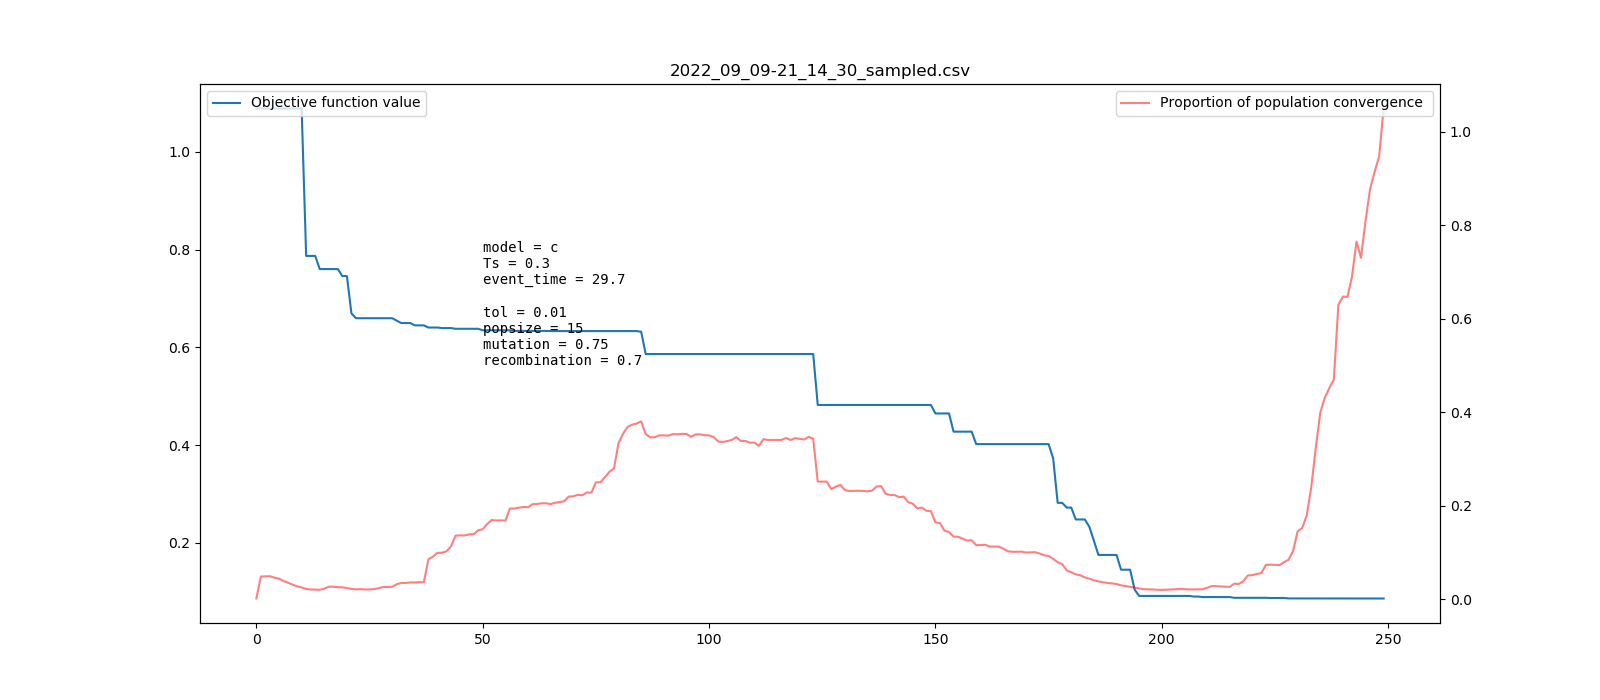 2022_09_09-21_14_30_sampled.csv
Objective function value
Proportion of population convergence
model = c
Ts = 0.3
event_time = 29.7
tol = 0.01
popsize = 15
mutation = 0.75
recombination = 0.7
1.0
0.8
0.6
0.4
0.2
1.0
0.8
0.6
0.4
0.2
0.0
0 50 100 150 200 250